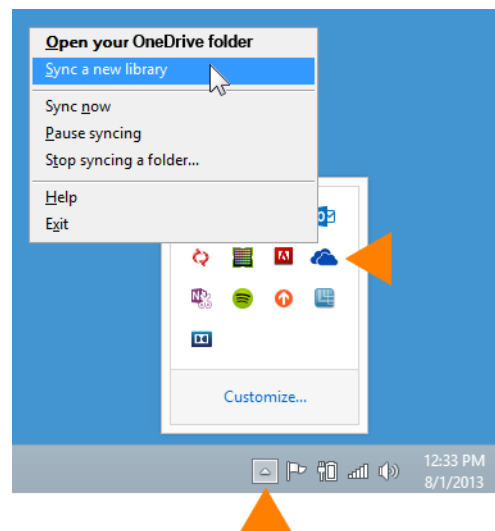 Open your OneDrive folder
Sync a new library
Sync now
Pause syncing
Stop syncing a folder...
Help
Exit
Customize...
12:33 PM
8/1/2013